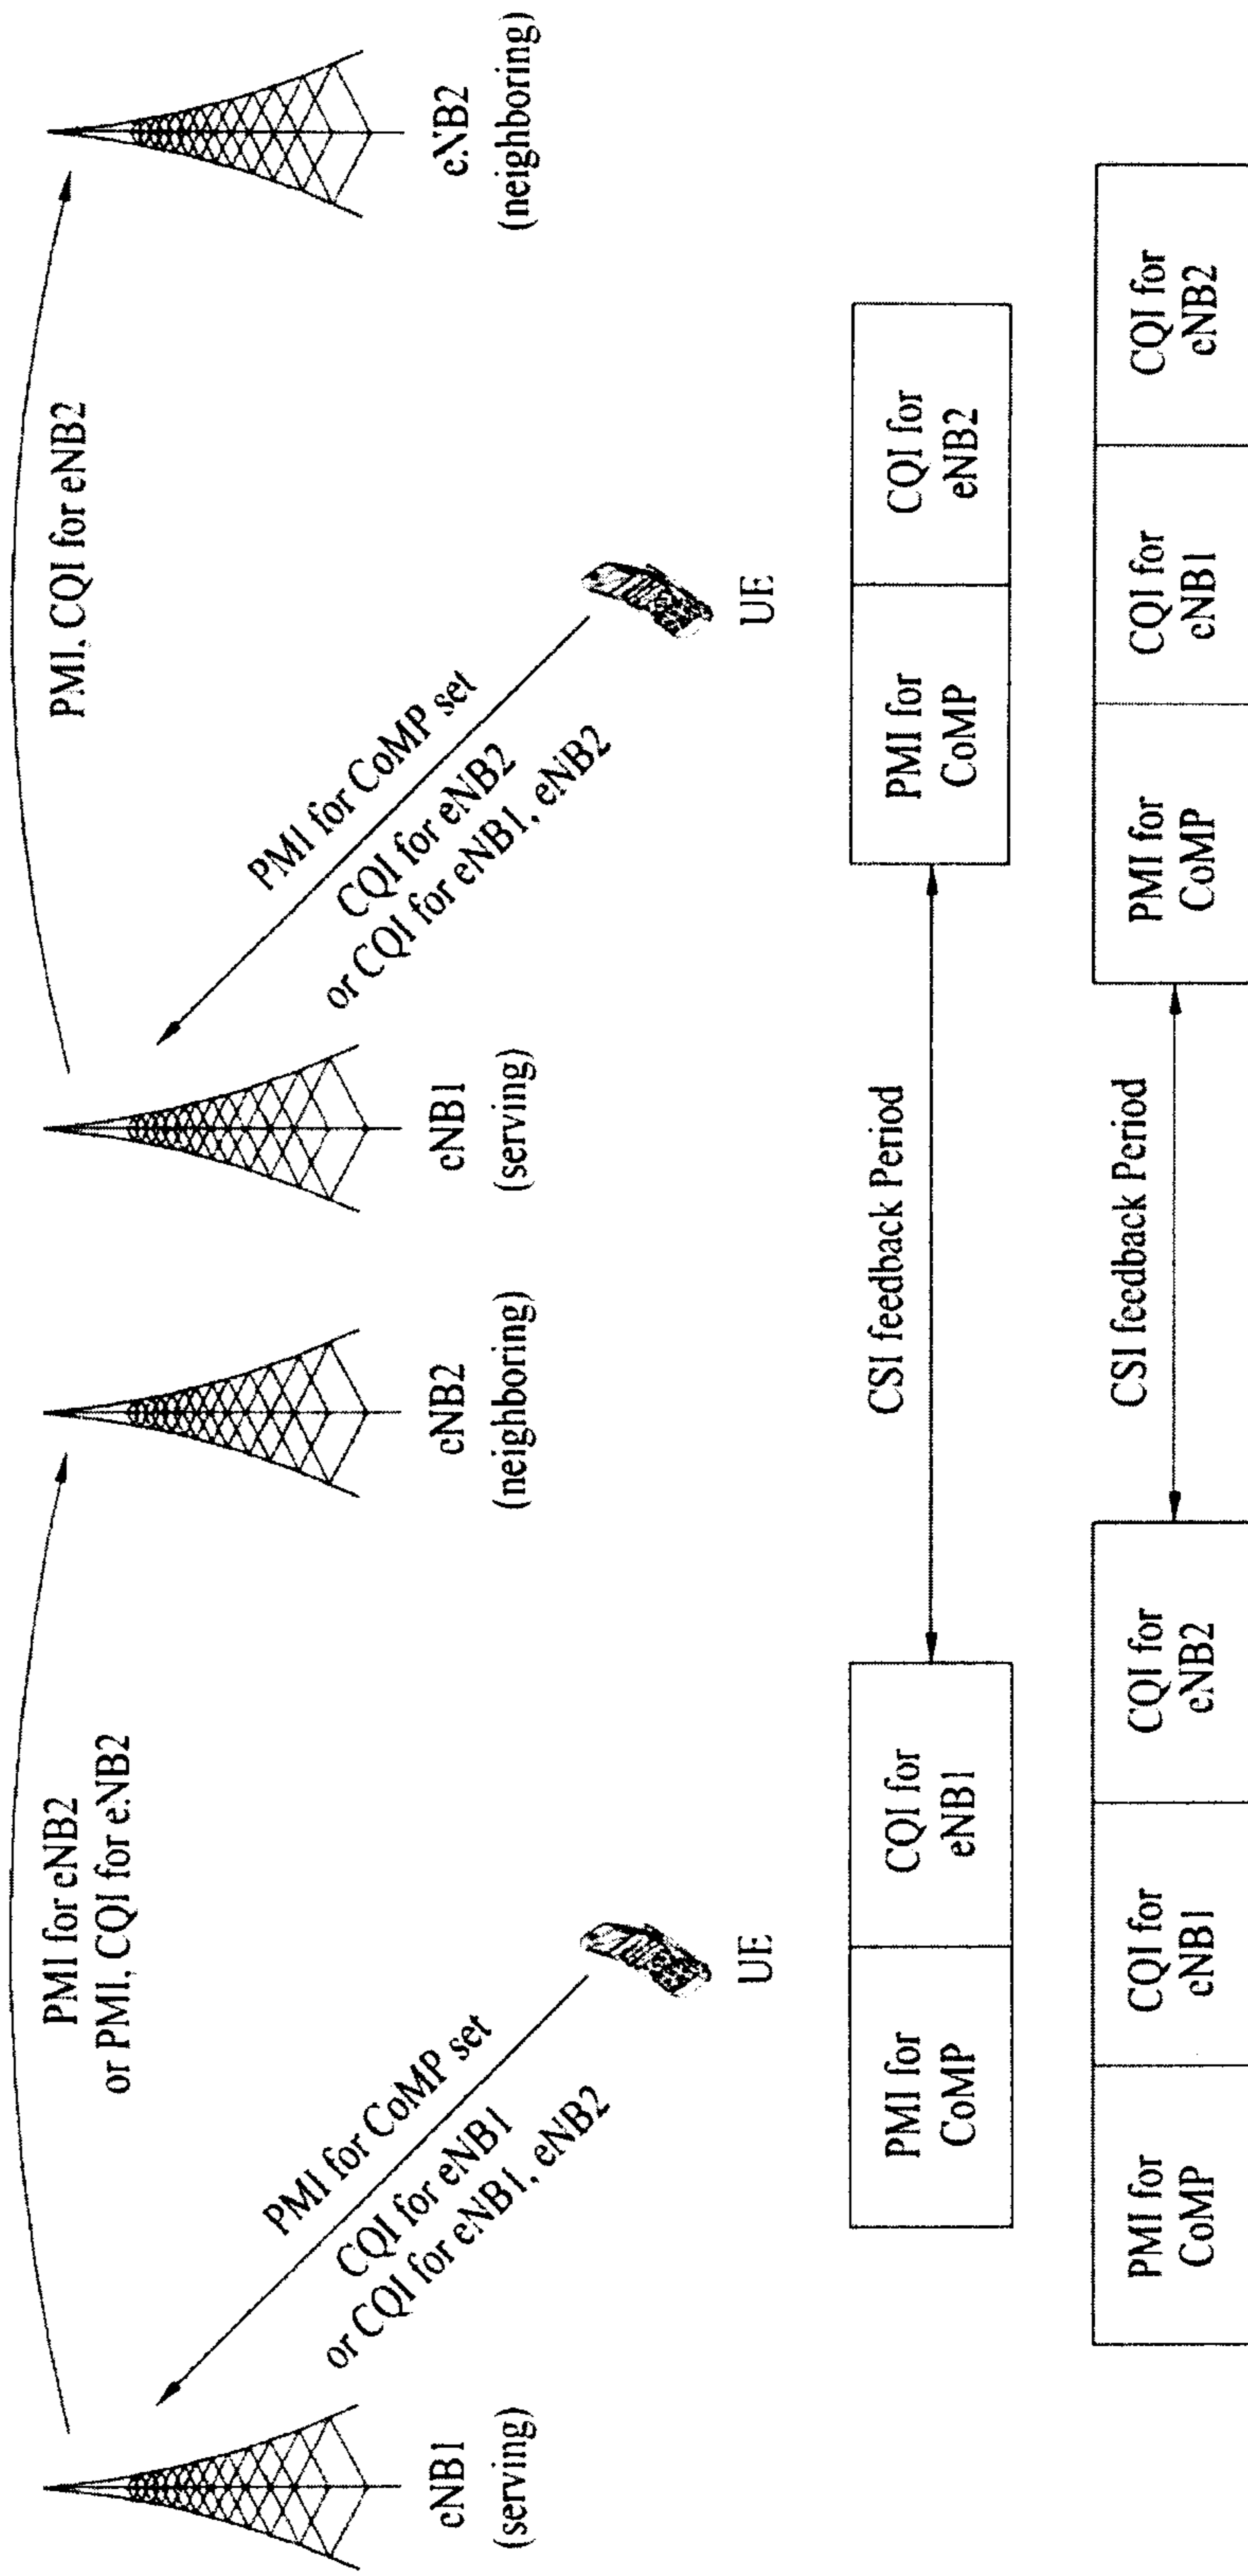 PMI for eNB2
or PMI, CQI for eNB2
PMI, CQI for eNB2
PMI for CoMP set
CQI for eNB1
or CQI for eNB1, eNB2
PMI for CoMP set
CQI for eNB2
or CQI for eNB1, eNB2
eNB1
(serving)
UE
eNB2
(neighboring)
eNB1
(serving)
UE
eNB2
(neighboring)
PMI for
CoMP
CQI for
eNB1
CSI feedback Period
PMI for
CoMP
CQI for
eNB2
PMI for
CoMP
CQI for
eNB1
CQI for
eNB2
CSI feedback Period
PMI for
CoMP
CQI for
eNB1
CQI for
eNB2